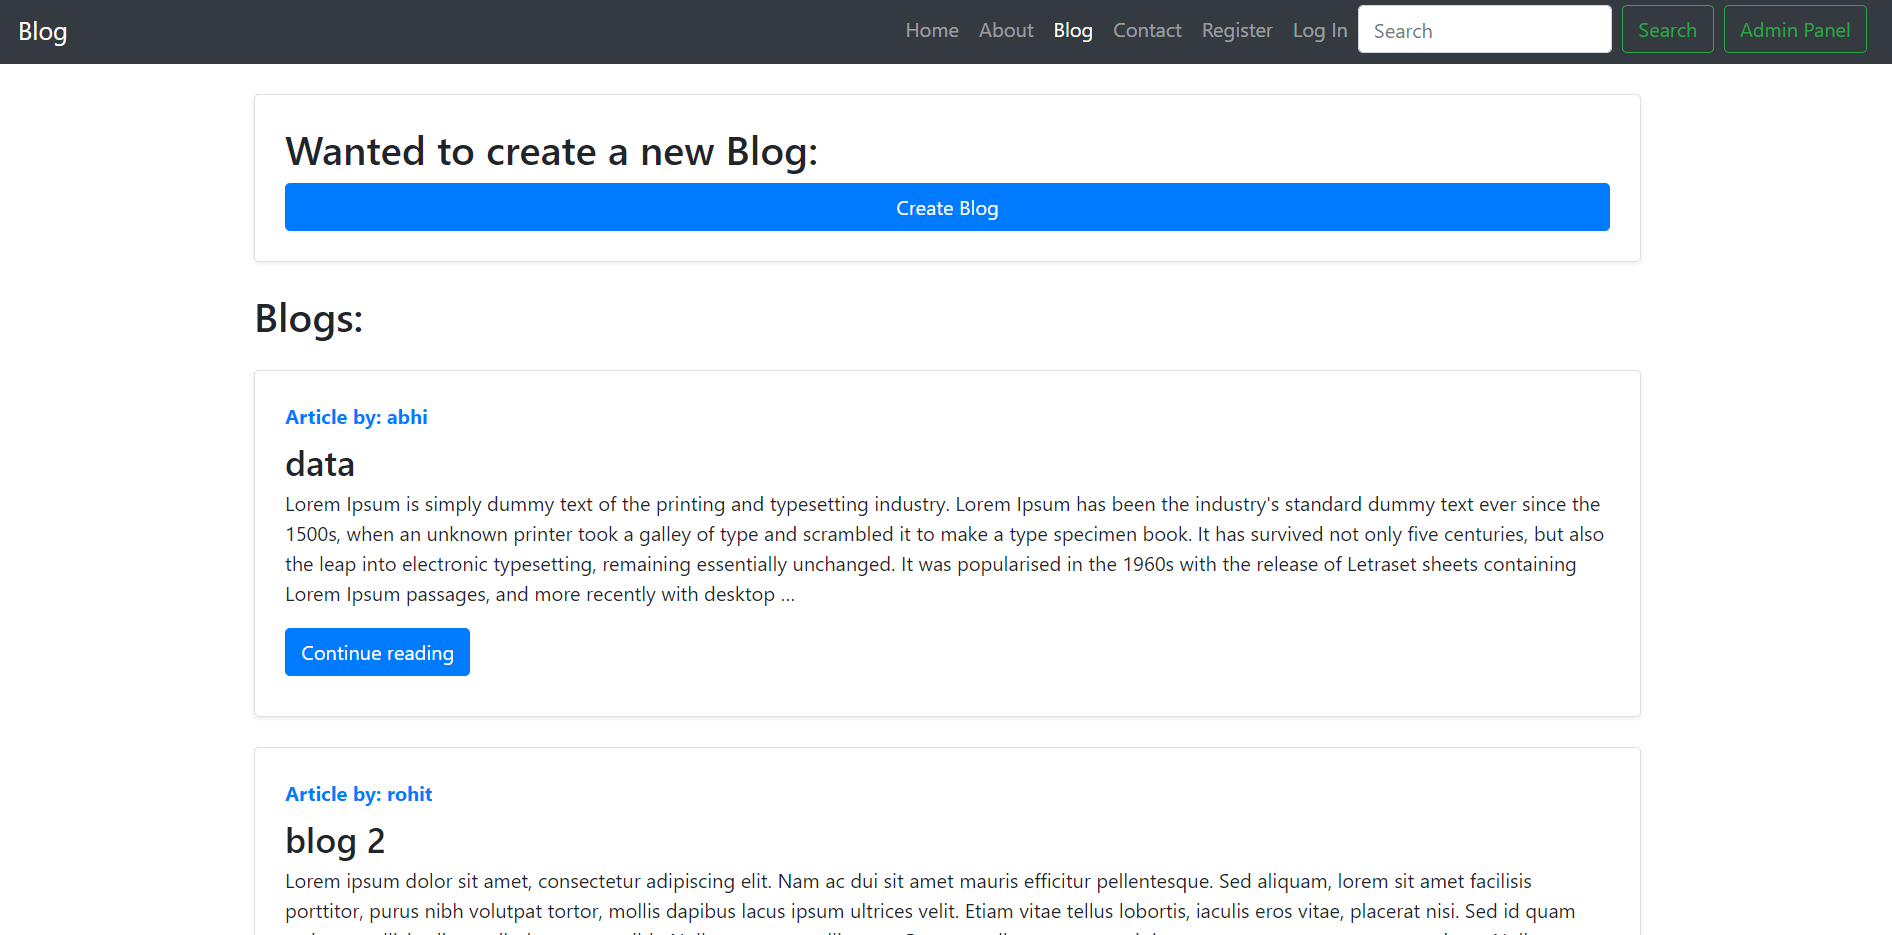 Blog
Home About Blog Contact Register Log In Search Search Admin Panel
Wanted to create a new Blog:
Create Blog
Blogs:
Article by: abhi
data
Lorem Ipsum is simply dummy text of the printing and typesetting industry. Lorem Ipsum has been the industry's standard dummy text ever since the
1500s, when an unknown printer took a galley of type and scrambled it to make a type specimen book. It has survived not only five centuries, but also
the leap into electronic typesetting, remaining essentially unchanged. It was popularised in the 1960s with the release of Letraset sheets containing
Lorem Ipsum passages, and more recently with desktop ...
Continue reading
Article by: rohit
blog 2
Lorem ipsum dolor sit amet, consectetur adipiscing elit. Nam ac dui sit amet mauris efficitur pellentesque. Sed aliquam, lorem sit amet facilisis
porttitor, purus nibh volutpat tortor, mollis dapibus lacus ipsum ultrices velit. Etiam vitae tellus lobortis, iaculis eros vitae, placerat nisi. Sed id quam